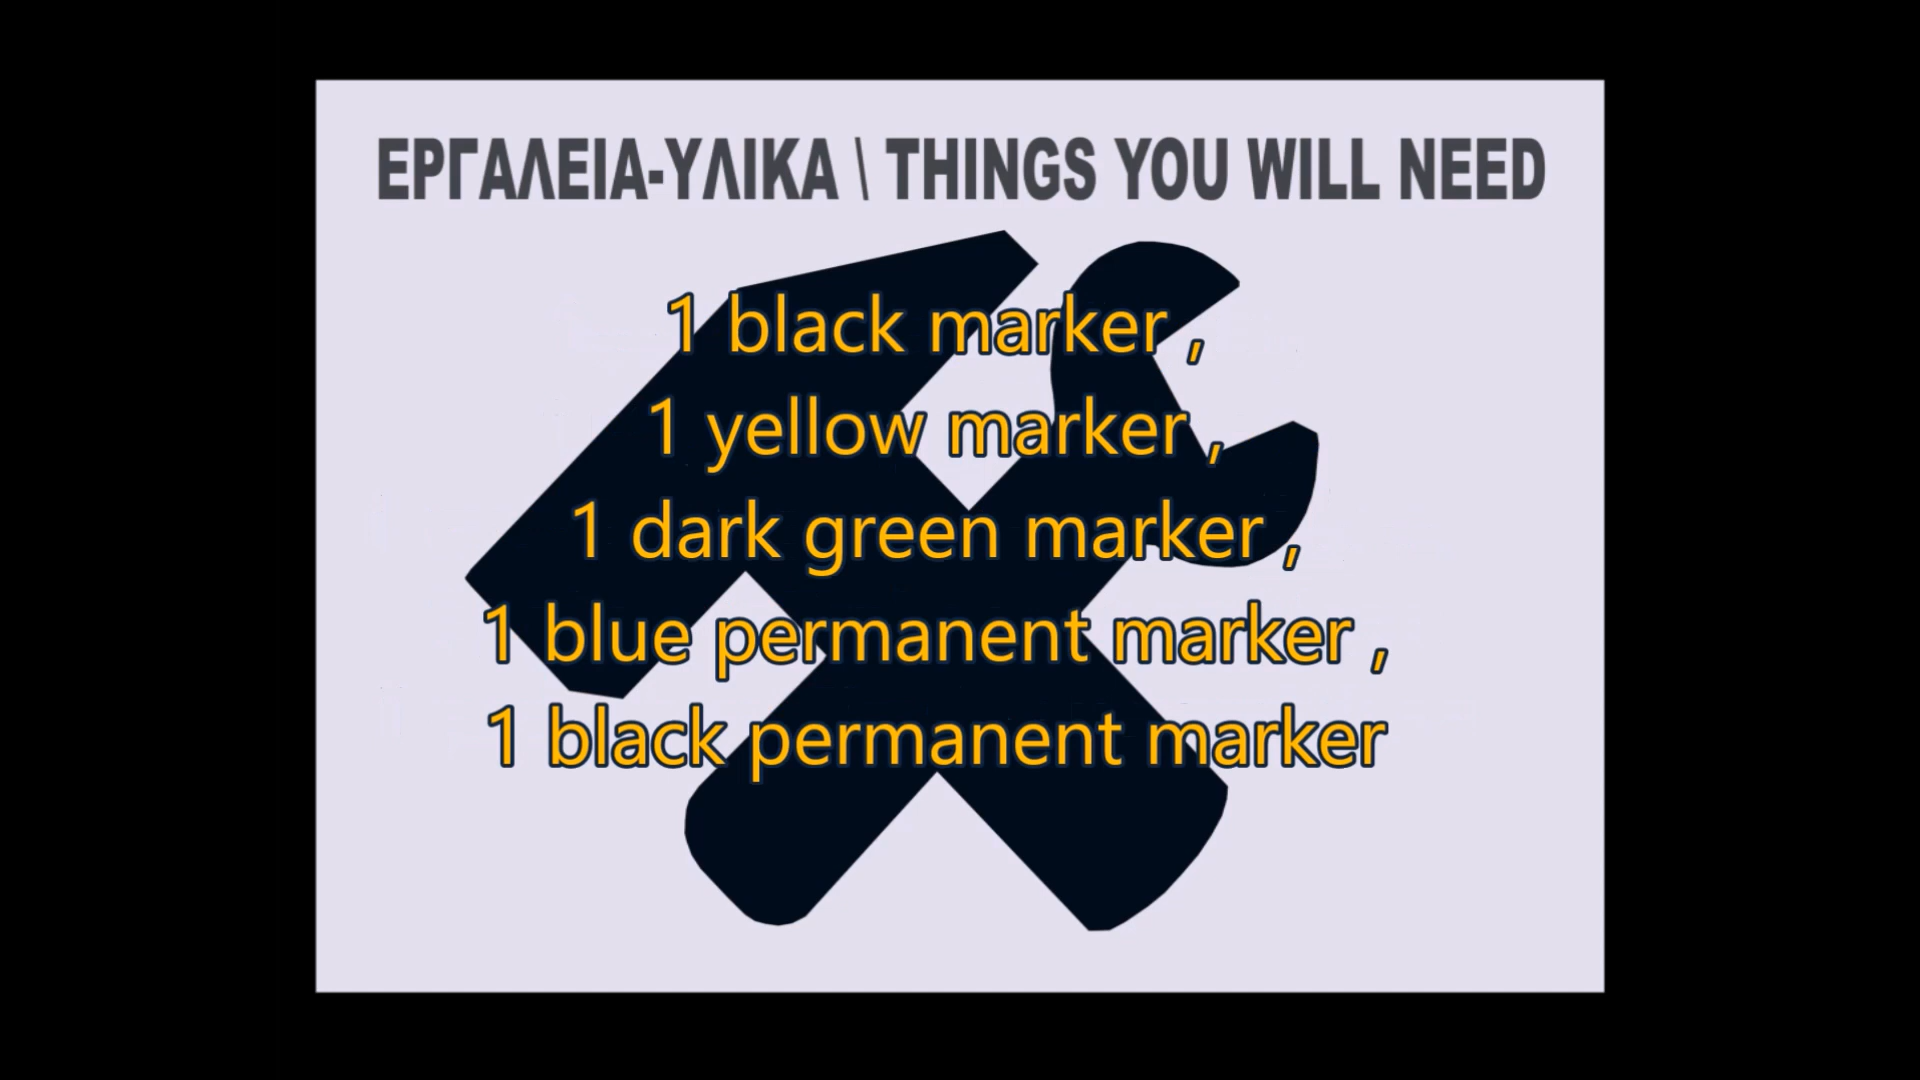 ΕΡΓΑΛΕΙΑ-ΥΛΙΚΑ \ THINGS YOU WILL NEED
1 black marker ,
1 yellow marker ,
1 dark green marker ,
1 blue permanent marker ,
1 black permanent marker